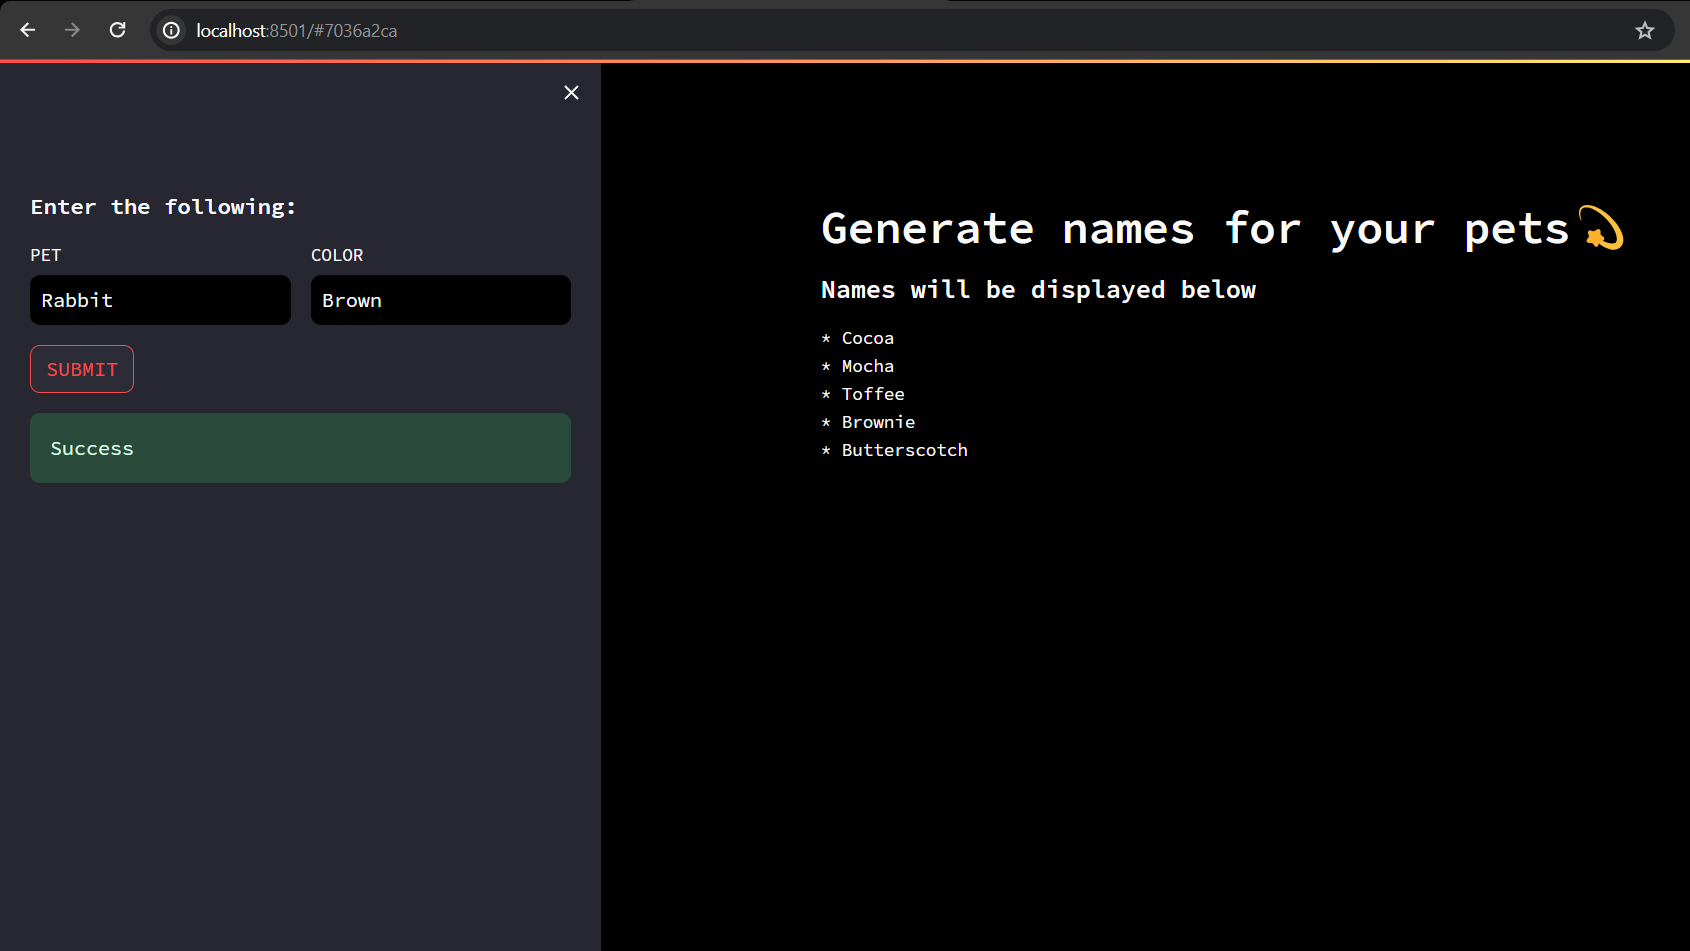 localhost:8501/#7036a2ca
Enter the following:
PET
COLOR
Rabbit
Brown
SUBMIT
Success
Generate names for your pets💫
Names will be displayed below
* Cocoa
* Mocha
* Toffee
* Brownie
* Butterscotch